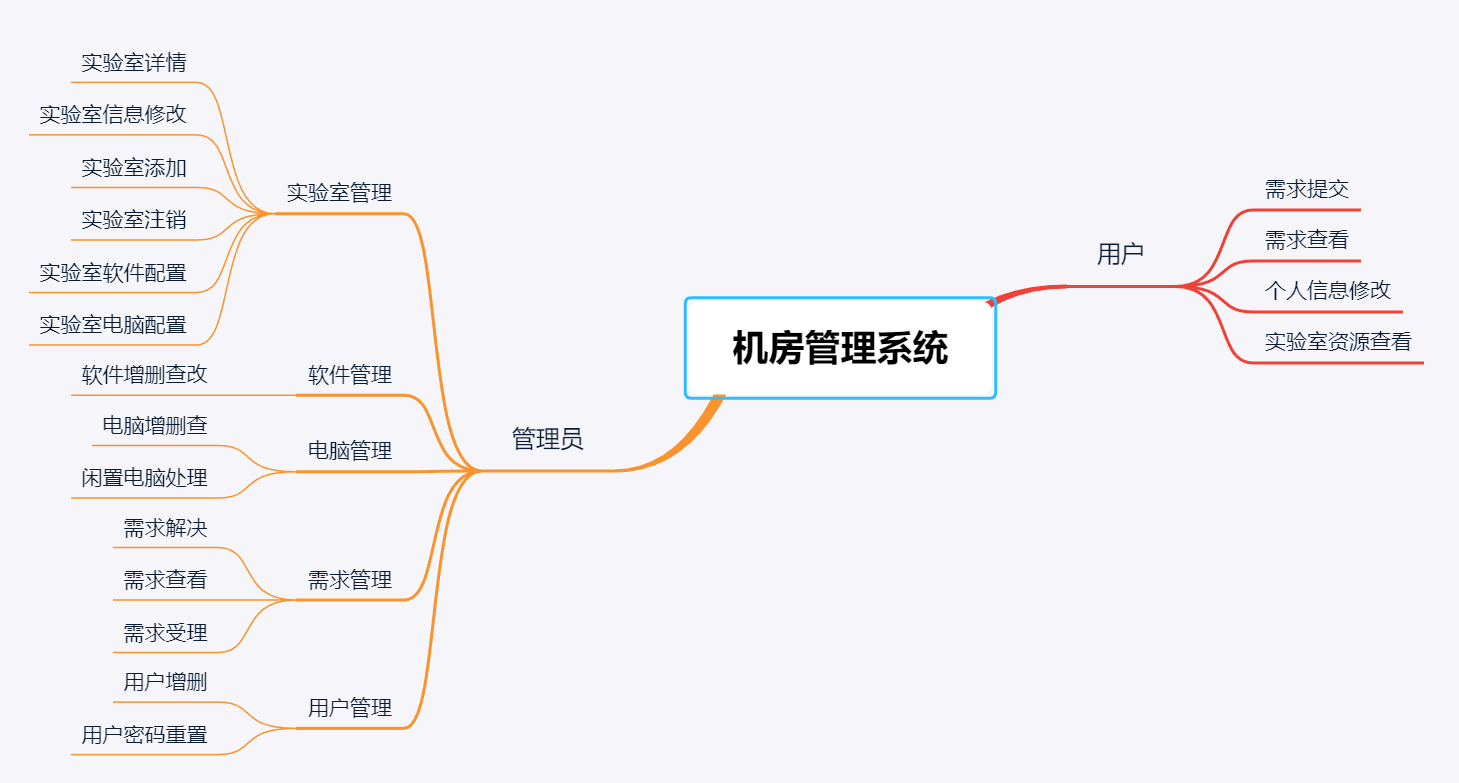 机房管理系统
用户
需求提交
需求查看
个人信息修改
实验室资源查看
管理员
实验室管理
实验室详情
实验室信息修改
实验室添加
实验室注销
实验室软件配置
实验室电脑配置
软件管理
软件增删查改
电脑管理
电脑增删查
闲置电脑处理
需求管理
需求解决
需求查看
需求受理
用户管理
用户增删
用户密码重置